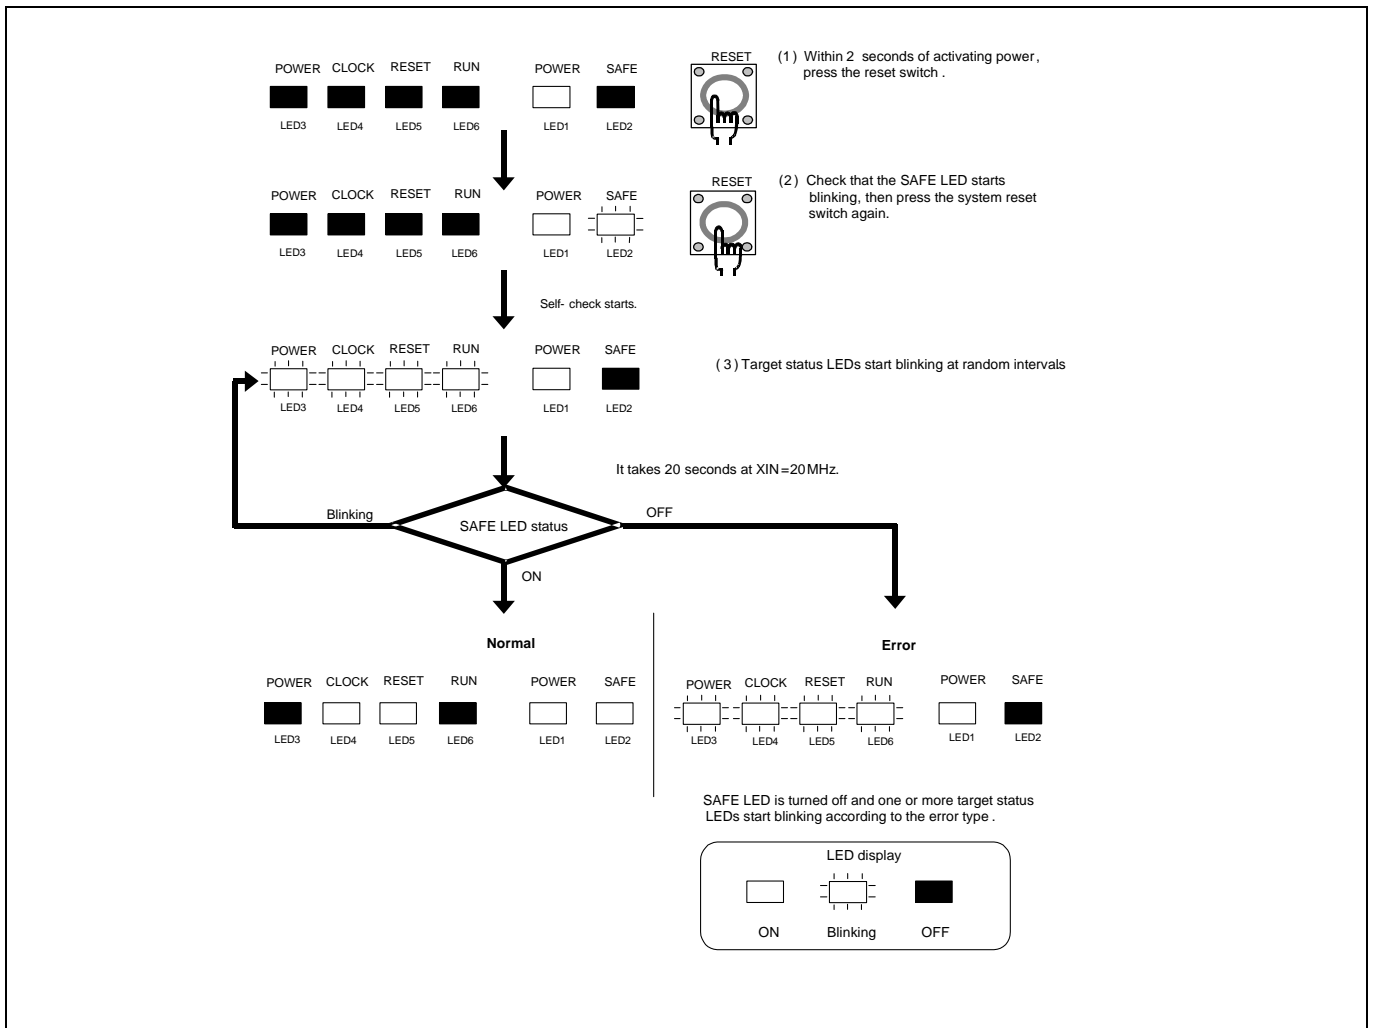 POWER CLOCK RESET RUN POWER SAFE RESET
LED3 LED4 LED5 LED6 LED1 LED2
(1) Within 2 seconds of activating power,
press the reset switch.
POWER CLOCK RESET RUN POWER SAFE RESET
LED3 LED4 LED5 LED6 LED1 LED2
(2) Check that the SAFE LED starts
blinking, then press the system reset
switch again.
Self- check starts.
POWER CLOCK RESET RUN POWER SAFE
LED3 LED4 LED5 LED6 LED1 LED2
(3) Target status LEDs start blinking at random intervals
It takes 20 seconds at XIN=20MHz.
Blinking
SAFE LED status
OFF
ON
Normal
POWER CLOCK RESET RUN POWER SAFE
LED3 LED4 LED5 LED6 LED1 LED2
Error
POWER CLOCK RESET RUN POWER SAFE
LED3 LED4 LED5 LED6 LED1 LED2
SAFE LED is turned off and one or more target status
LEDs start blinking according to the error type.
LED display
ON Blinking OFF